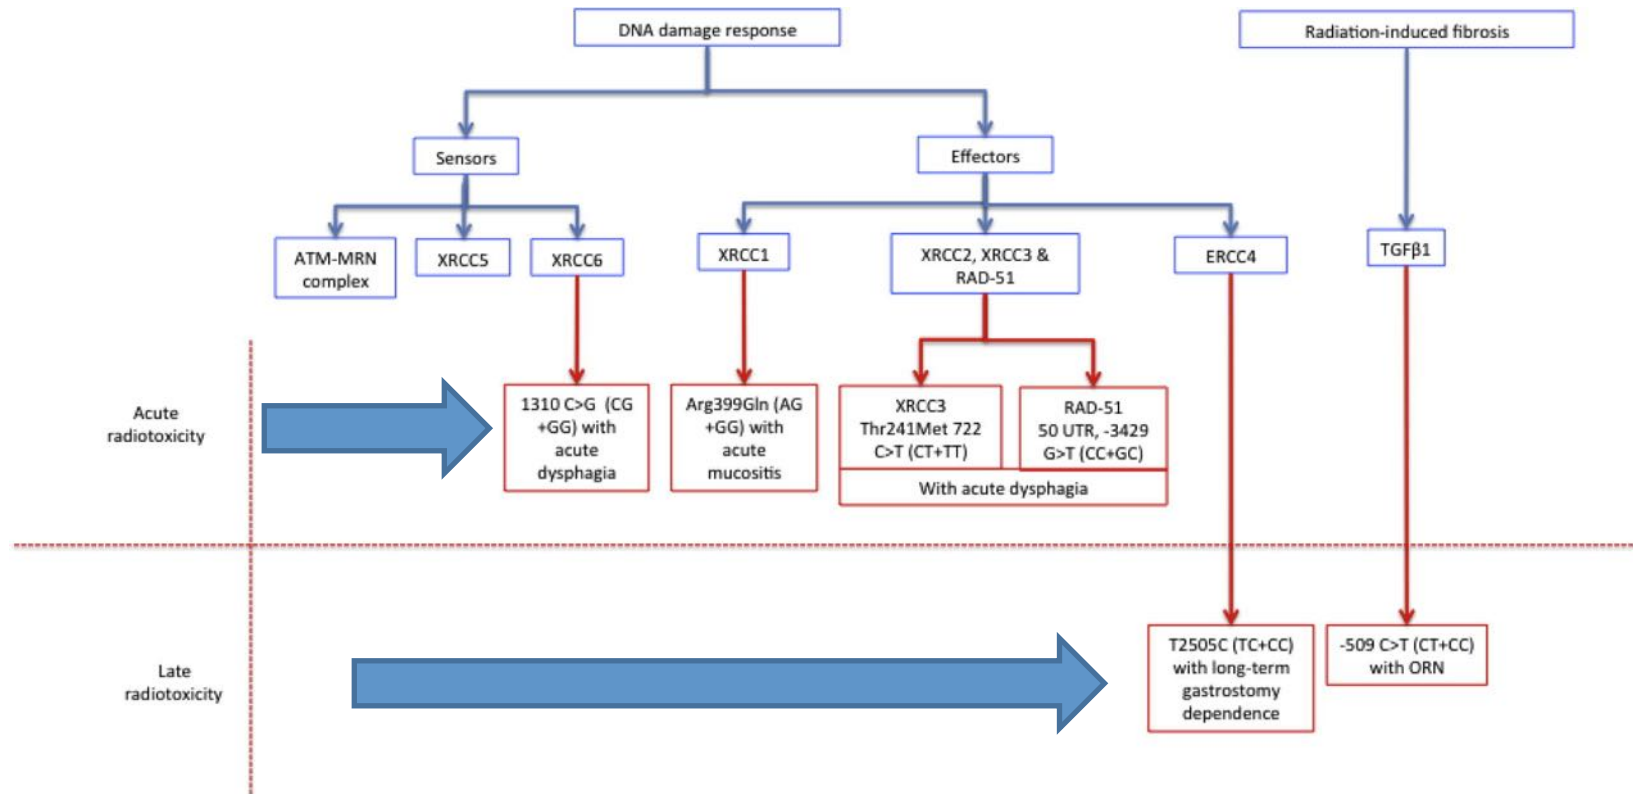 DNA damage response
Radiation-induced fibrosis
Sensors
Effectors
ATM-MRN
complex
XRCC5
XRCC6
XRCC1
XRCC2, XRCC3 &
RAD-51
ERCC4
TGFβ1
Acute
radiotoxicity
1310 C>G (CG
+GG) with
acute
dysphagia
Arg399Gln (AG
+GG) with
acute
mucositis
XRCC3
Thr241Met 722
C>T (CT+TT)
RAD-51
50 UTR, -3429
G>T (CC+GC)
With acute dysphagia
Late
radiotoxicity
T2505C (TC+CC)
with long-term
gastrostomy
dependence
-509 C>T (CT+CC)
with ORN